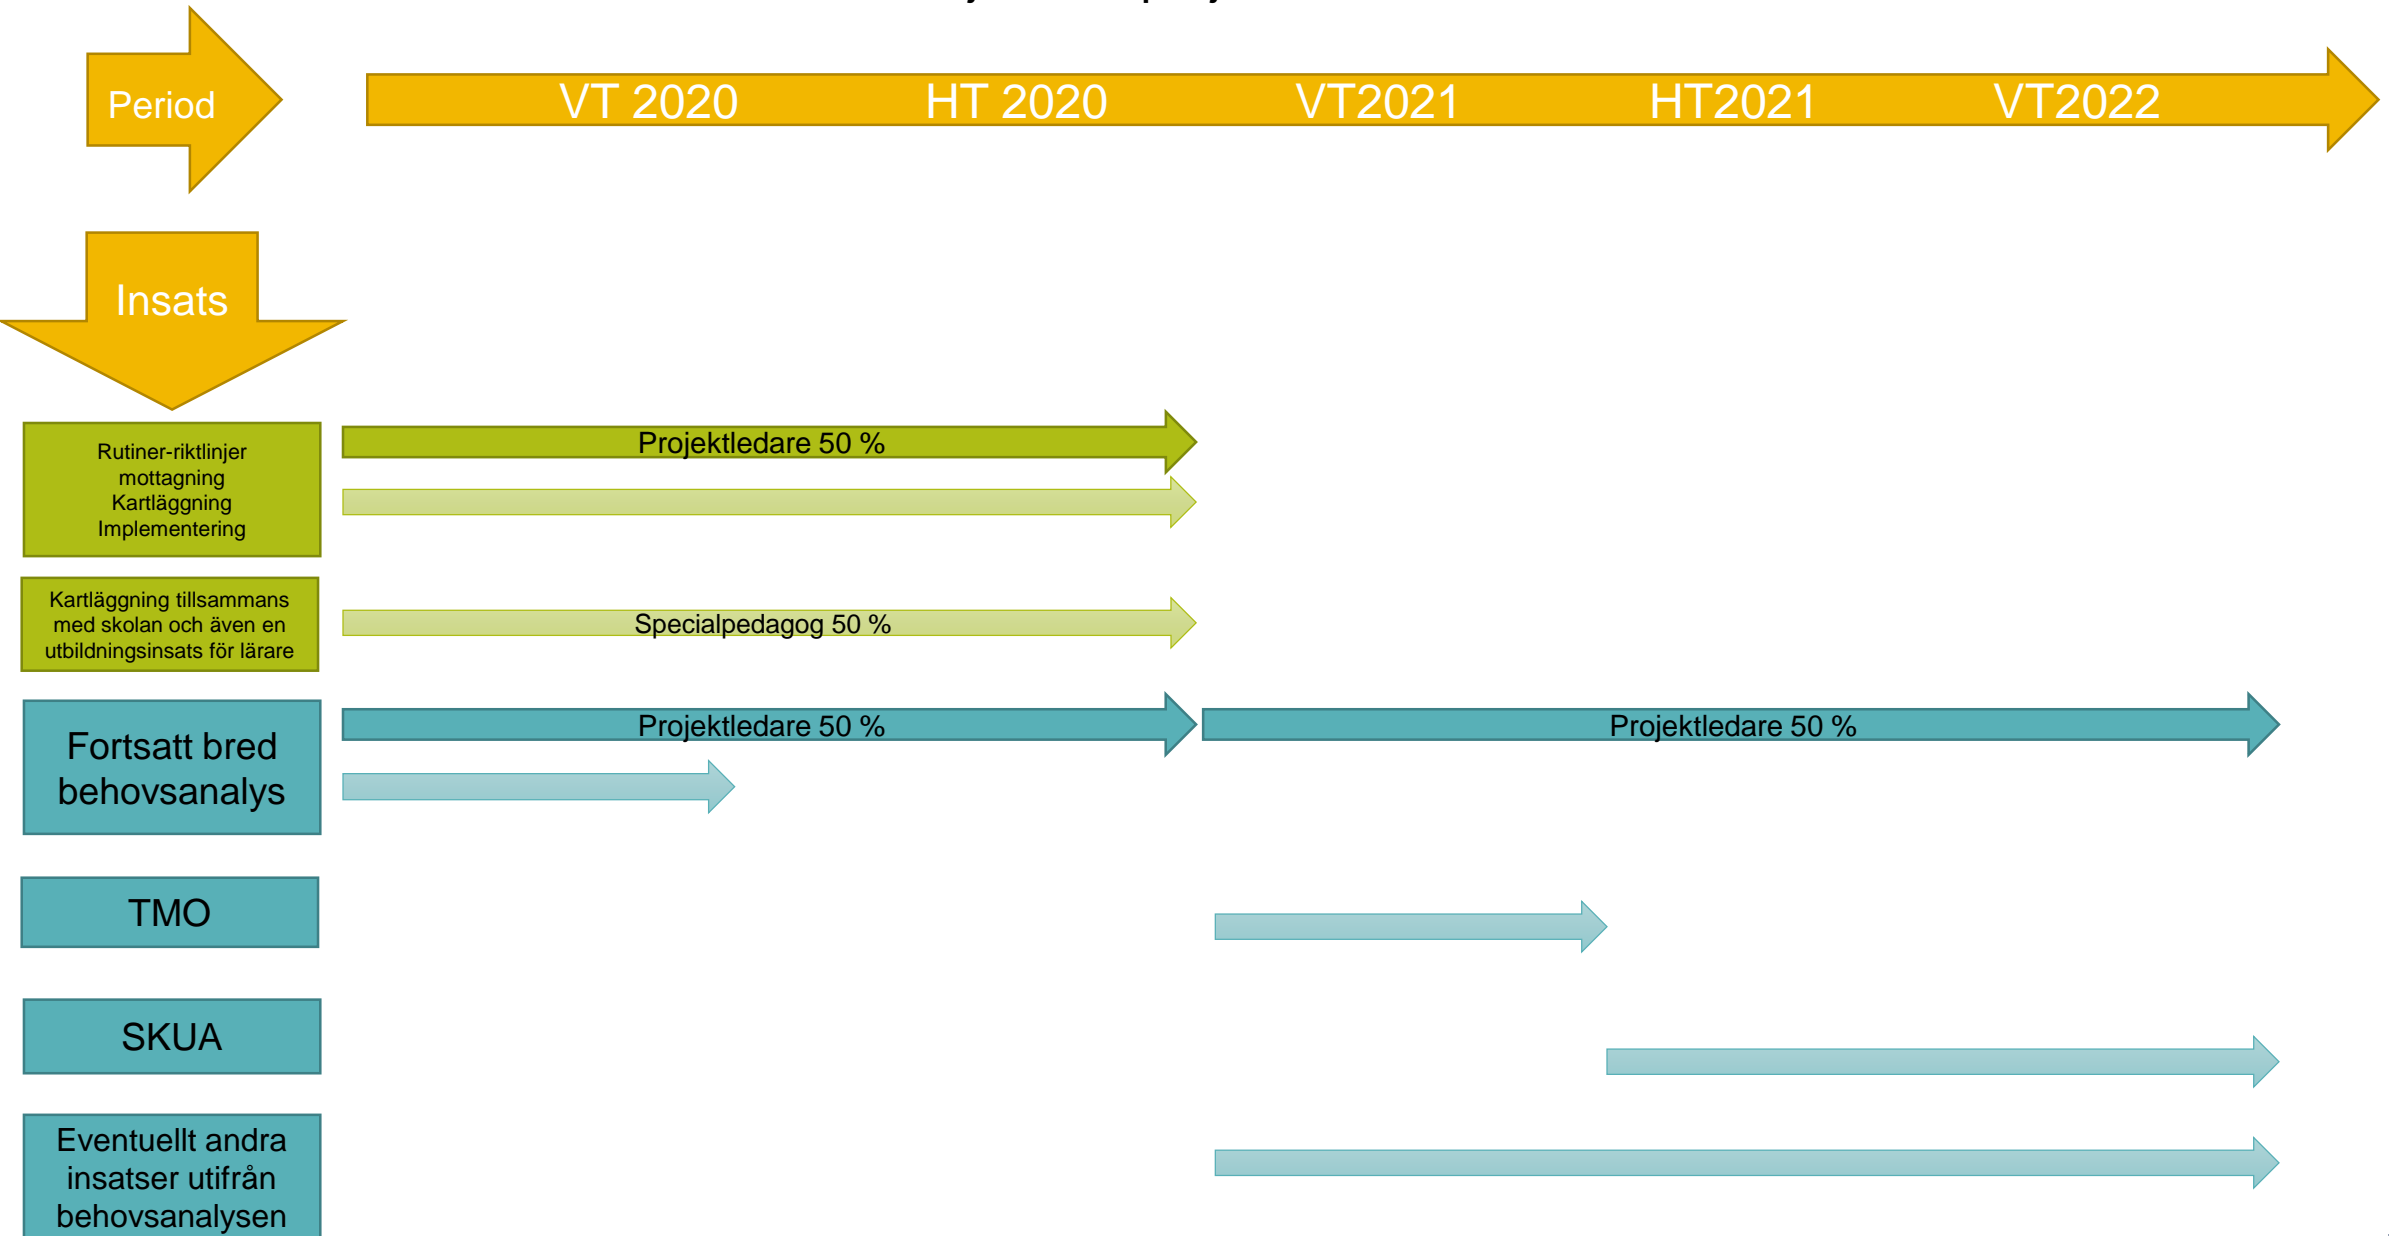 Period
VT 2020
HT 2020
VT2021
HT2021
VT2022
Insats
Rutiner-riktlinjer
mottagning
Kartläggning
Implementering
Projektledare 50 %
Kartläggning tillsammans
med skolan och även en
utbildningsinsats för lärare
Specialpedagog 50 %
Fortsatt bred
behovsanalys
Projektledare 50 %
Projektledare 50 %
TMO
SKUA
Eventuellt andra
insatser utifrån
behovsanalysen